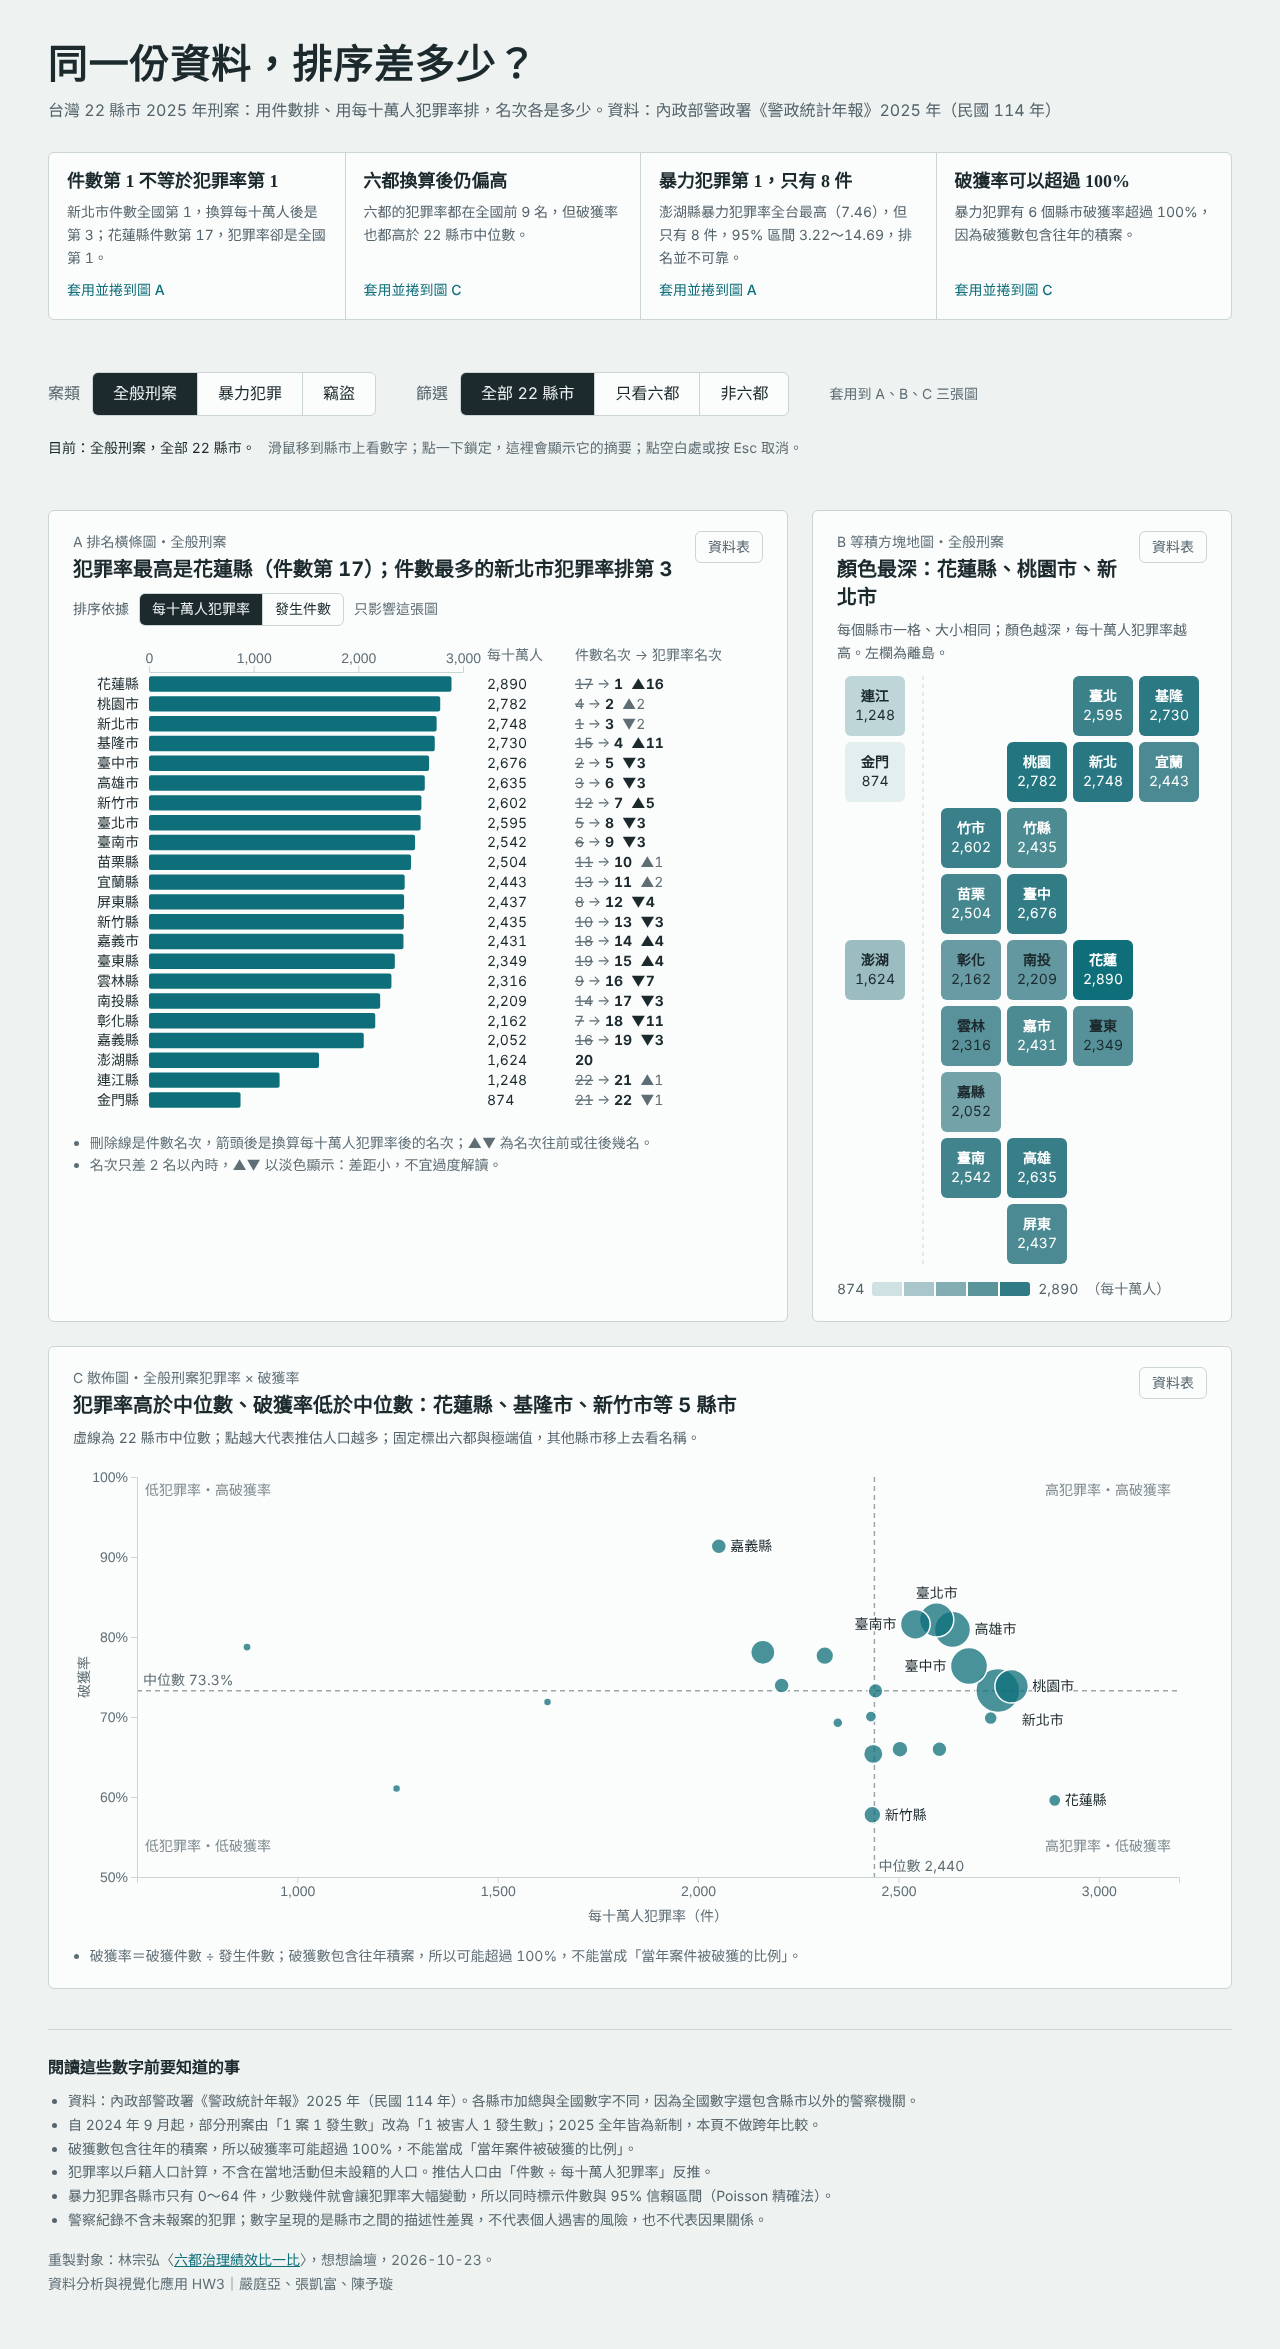 同一份資料，排序差多少？
台灣 22 縣市 2025 年刑案：用件數排、用每十萬人犯罪率排，名次各是多少。資料：內政部警政署《警政統計年報》2025 年（民國 114 年）
件數第 1 不等於犯罪率第 1
新北市件數全國第 1，換算每十萬人後是
第 3；花蓮縣件數第 17，犯罪率卻是全國
第 1。
套用並捲到圖 A
六都換算後仍偏高
六都的犯罪率都在全國前 9 名，但破獲率
也都高於 22 縣市中位數。
套用並捲到圖 C
暴力犯罪第 1，只有 8 件
澎湖縣暴力犯罪率全台最高（7.46），但
只有 8 件，95% 區間 3.22～14.69，排
名並不可靠。
套用並捲到圖 A
破獲率可以超過 100%
暴力犯罪有 6 個縣市破獲率超過 100%，
因為破獲數包含往年的積案。
套用並捲到圖 C
案類 全般刑案 暴力犯罪 竊盜 篩選 全部 22 縣市 只看六都 非六都 套用到 A、B、C 三張圖
目前：全般刑案，全部 22 縣市。 滑鼠移到縣市上看數字；點一下鎖定，這裡會顯示它的摘要；點空白處或按 Esc 取消。
A 排名橫條圖・全般刑案
資料表
犯罪率最高是花蓮縣（件數第 17）；件數最多的新北市犯罪率排第 3
排序依據 每十萬人犯罪率 發生件數 只影響這張圖
0 1,000 2,000 3,000 每十萬人 件數名次 → 犯罪率名次
花蓮縣 2,890 17 → 1 ▲16
桃園市 2,782 4 → 2 ▲2
新北市 2,748 1 → 3 ▼2
基隆市 2,730 15 → 4 ▲11
臺中市 2,676 2 → 5 ▼3
高雄市 2,635 3 → 6 ▼3
新竹市 2,602 12 → 7 ▲5
臺北市 2,595 5 → 8 ▼3
臺南市 2,542 6 → 9 ▼3
苗栗縣 2,504 11 → 10 ▲1
宜蘭縣 2,443 13 → 11 ▲2
屏東縣 2,437 8 → 12 ▼4
新竹縣 2,435 10 → 13 ▼3
嘉義市 2,431 18 → 14 ▲4
臺東縣 2,349 19 → 15 ▲4
雲林縣 2,316 9 → 16 ▼7
南投縣 2,209 14 → 17 ▼3
彰化縣 2,162 7 → 18 ▼11
嘉義縣 2,052 16 → 19 ▼3
澎湖縣 1,624 20
連江縣 1,248 22 → 21 ▲1
金門縣 874 21 → 22 ▼1
刪除線是件數名次，箭頭後是換算每十萬人犯罪率後的名次；▲▼ 為名次往前或往後幾名。
名次只差 2 名以內時，▲▼ 以淡色顯示：差距小，不宜過度解讀。
B 等積方塊地圖・全般刑案
資料表
顏色最深：花蓮縣、桃園市、新
北市
每個縣市一格、大小相同；顏色越深，每十萬人犯罪率越
高。左欄為離島。
連江 臺北 基隆
1,248 2,595 2,730
金門 桃園 新北 宜蘭
874 2,782 2,748 2,443
竹市 竹縣
2,602 2,435
苗栗 臺中
2,504 2,676
澎湖 彰化 南投 花蓮
1,624 2,162 2,209 2,890
雲林 嘉市 臺東
2,316 2,431 2,349
嘉縣
2,052
臺南 高雄
2,542 2,635
屏東
2,437
874 2,890 （每十萬人）
C 散佈圖・全般刑案犯罪率 × 破獲率
資料表
犯罪率高於中位數、破獲率低於中位數：花蓮縣、基隆市、新竹市等 5 縣市
虛線為 22 縣市中位數；點越大代表推估人口越多；固定標出六都與極端值，其他縣市移上去看名稱。
100%
低犯罪率・高破獲率 高犯罪率・高破獲率
嘉義縣
90%
臺北市
臺南市 高雄市
80%
臺中市
破獲率
中位數 73.3%
桃園市
70%
新北市
60%
花蓮縣
新竹縣
低犯罪率・低破獲率 高犯罪率・低破獲率
中位數 2,440
50%
1,000 1,500 2,000 2,500 3,000
每十萬人犯罪率（件）
破獲率＝破獲件數 ÷ 發生件數；破獲數包含往年積案，所以可能超過 100%，不能當成「當年案件被破獲的比例」。
閱讀這些數字前要知道的事
資料：內政部警政署《警政統計年報》2025 年（民國 114 年）。各縣市加總與全國數字不同，因為全國數字還包含縣市以外的警察機關。
自 2024 年 9 月起，部分刑案由「1 案 1 發生數」改為「1 被害人 1 發生數」；2025 全年皆為新制，本頁不做跨年比較。
破獲數包含往年的積案，所以破獲率可能超過 100%，不能當成「當年案件被破獲的比例」。
犯罪率以戶籍人口計算，不含在當地活動但未設籍的人口。推估人口由「件數 ÷ 每十萬人犯罪率」反推。
暴力犯罪各縣市只有 0～64 件，少數幾件就會讓犯罪率大幅變動，所以同時標示件數與 95% 信賴區間（Poisson 精確法）。
警察紀錄不含未報案的犯罪；數字呈現的是縣市之間的描述性差異，不代表個人遇害的風險，也不代表因果關係。
重製對象：林宗弘〈六都治理績效比一比〉，想想論壇，2026-10-23。
資料分析與視覺化應用 HW3｜嚴庭亞、張凱富、陳予璇